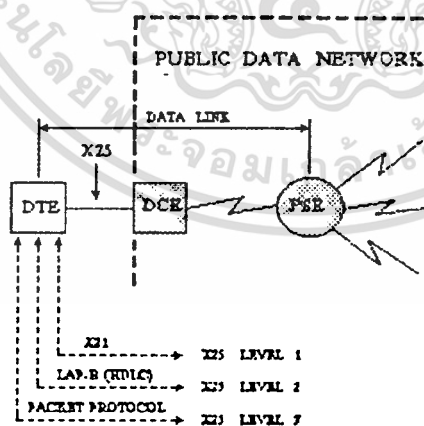 PUBLIC DATA NETWORK
DATA LINK
X25
DTE
DCE
PSE
X21
X25 LEVEL 1
LAP-B (HDLC)
X25 LEVEL 2
PACKET PROTOCOL
X25 LEVEL 3